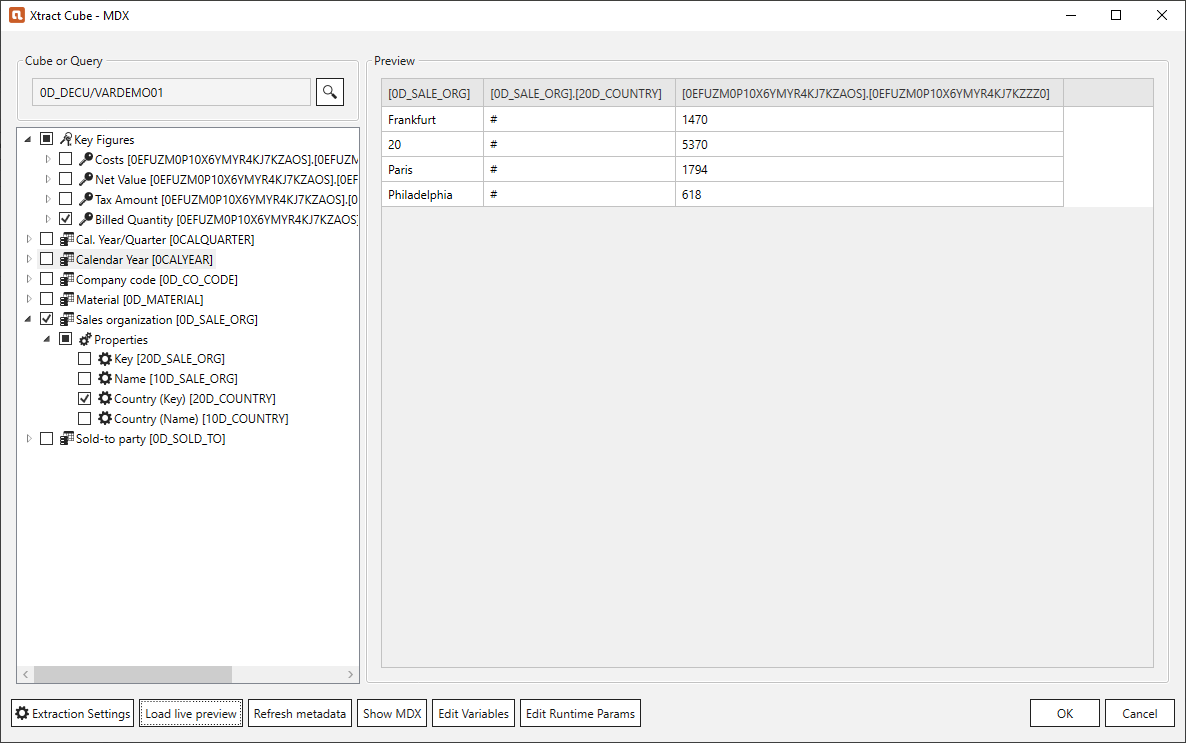 Xtract Cube - MDX
Cube or Query
0D_DECU/VARDEMO01
Key Figures
Costs [0EFUZM0P10X6YMYR4KJ7KZAOS].[0EFUZM
Net Value [0EFUZM0P10X6YMYR4KJ7KZAOS].[0EF
Tax Amount [0EFUZM0P10X6YMYR4KJ7KZAOS].[0
Billed Quantity [0EFUZM0P10X6YMYR4KJ7KZAOS]
Cal. Year/Quarter [0CALQUARTER]
Calendar Year [0CALYEAR]
Company code [0D_CO_CODE]
Material [0D_MATERIAL]
Sales organization [0D_SALE_ORG]
Properties
Key [20D_SALE_ORG]
Name [10D_SALE_ORG]
Country (Key) [20D_COUNTRY]
Country (Name) [10D_COUNTRY]
Sold-to party [0D_SOLD_TO]
Preview
[0D_SALE_ORG] [0D_SALE_ORG].[20D_COUNTRY] [0EFUZM0P10X6YMYR4KJ7KZAOS].[0EFUZM0P10X6YMYR4KJ7KZZZ0]
Frankfurt # 1470
20 # 5370
Paris # 1794
Philadelphia # 618
Extraction Settings Load live preview Refresh metadata Show MDX Edit Variables Edit Runtime Params OK Cancel